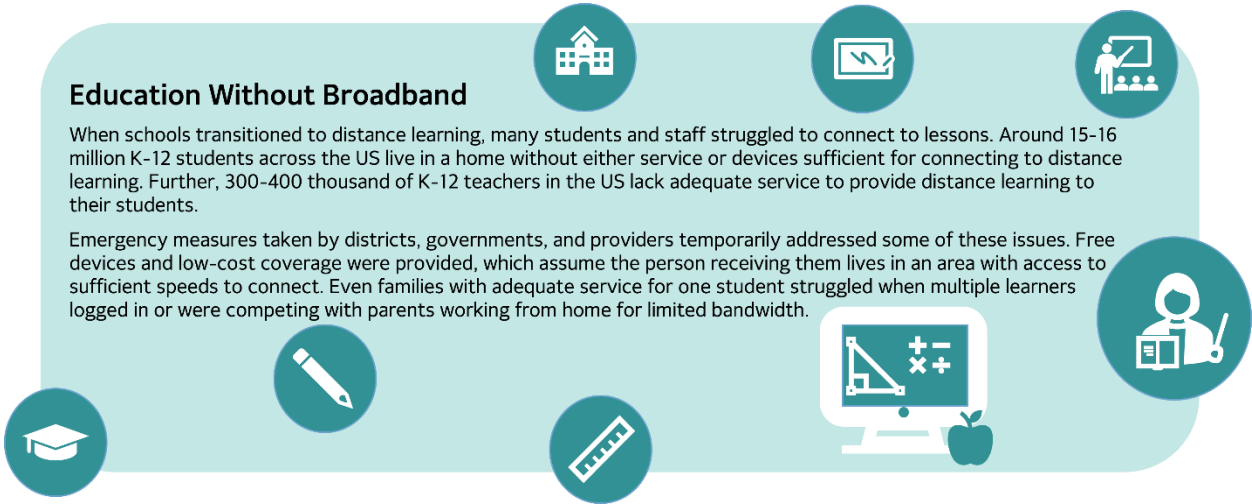 Education Without Broadband
When schools transitioned to distance learning, many students and staff struggled to connect to lessons. Around 15-16
million K-12 students across the US live in a home without either service or devices sufficient for connecting to distance
learning. Further, 300-400 thousand of K-12 teachers in the US lack adequate service to provide distance learning to
their students.
Emergency measures taken by districts, governments, and providers temporarily addressed some of these issues. Free
devices and low-cost coverage were provided, which assume the person receiving them lives in an area with access to
sufficient speeds to connect. Even families with adequate service for one student struggled when multiple learners
logged in or were competing with parents working from home for limited bandwidth.